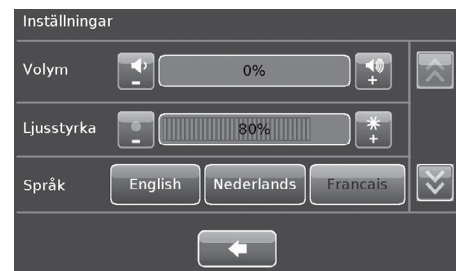 Inställningar
Volym 0%
Ljusstyrka 80%
Språk English Nederlands Francais